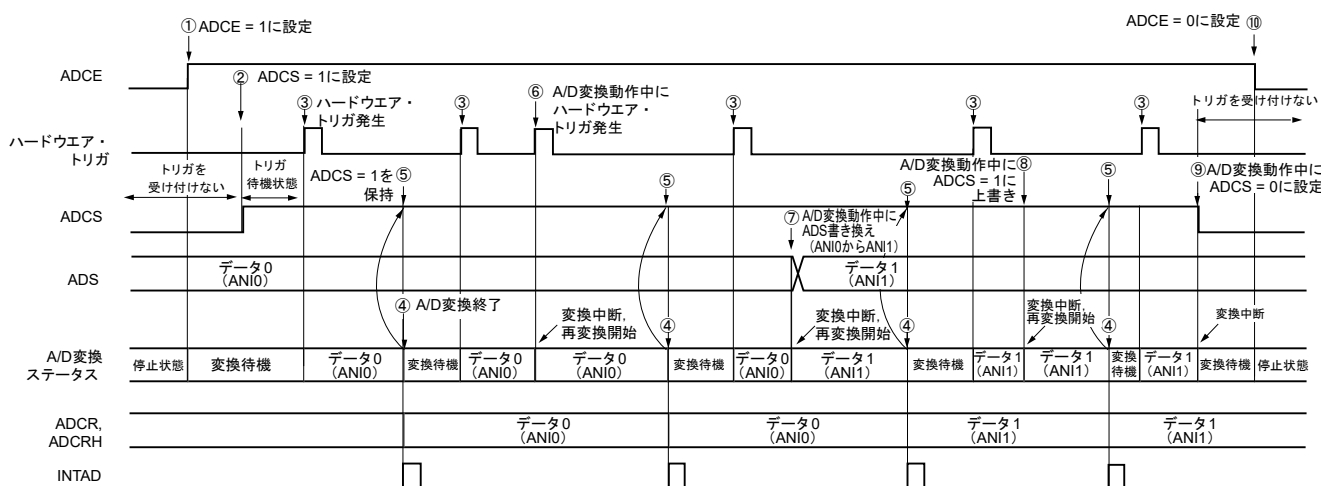 ① ADCE = 1に設定
ADCE = 0に設定 ⑩
ADCE
② ADCS = 1に設定
③ ハードウエア・
トリガ発生
③
⑥ A/D変換動作中に
ハードウエア・
トリガ発生
③
③
③
トリガを受け付けない
ハードウエア・
トリガ
トリガを
受け付けない
トリガ
待機状態
ADCS = 1を ⑤
保持
⑤
⑤
A/D変換動作中に ⑧
ADCS = 1に
上書き
⑤
⑨ A/D変換動作中に
ADCS = 0に設定
ADCS
⑦ A/D変換動作中に
ADS書き換え
(ANI0からANI1)
ADS
データ0
(ANI0)
データ1
(ANI1)
④ A/D変換終了
変換中断,
再変換開始
④
変換中断,
再変換開始
④
変換中断,
再変換開始
④
変換中断
A/D変換
ステータス
停止状態
変換待機
データ0
(ANI0)
変換待機
データ0
(ANI0)
データ0
(ANI0)
変換待機
データ0
(ANI0)
データ1
(ANI1)
変換待機
データ1
(ANI1)
データ1
(ANI1)
変換
待機
データ1
(ANI1)
変換待機
停止状態
ADCR,
ADCRH
データ0
(ANI0)
データ0
(ANI0)
データ1
(ANI1)
データ1
(ANI1)
INTAD